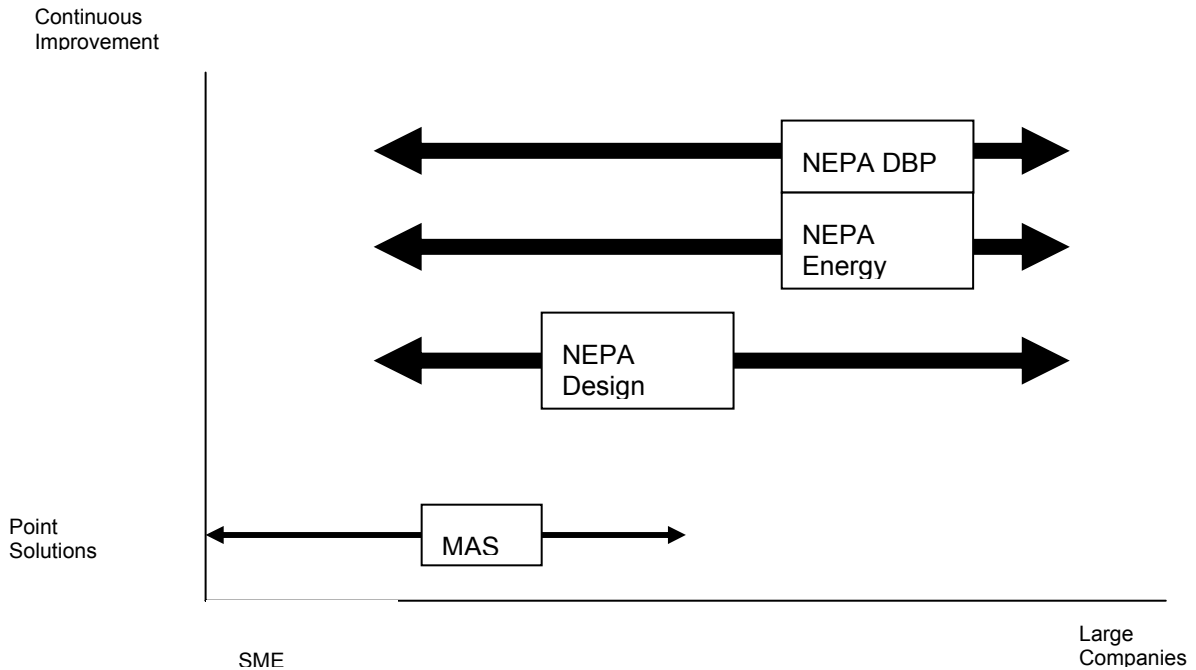 Continuous
Improvement
NEPA DBP
NEPA
Energy
NEPA
Design
Point
Solutions
MAS
SME
Large
Companies